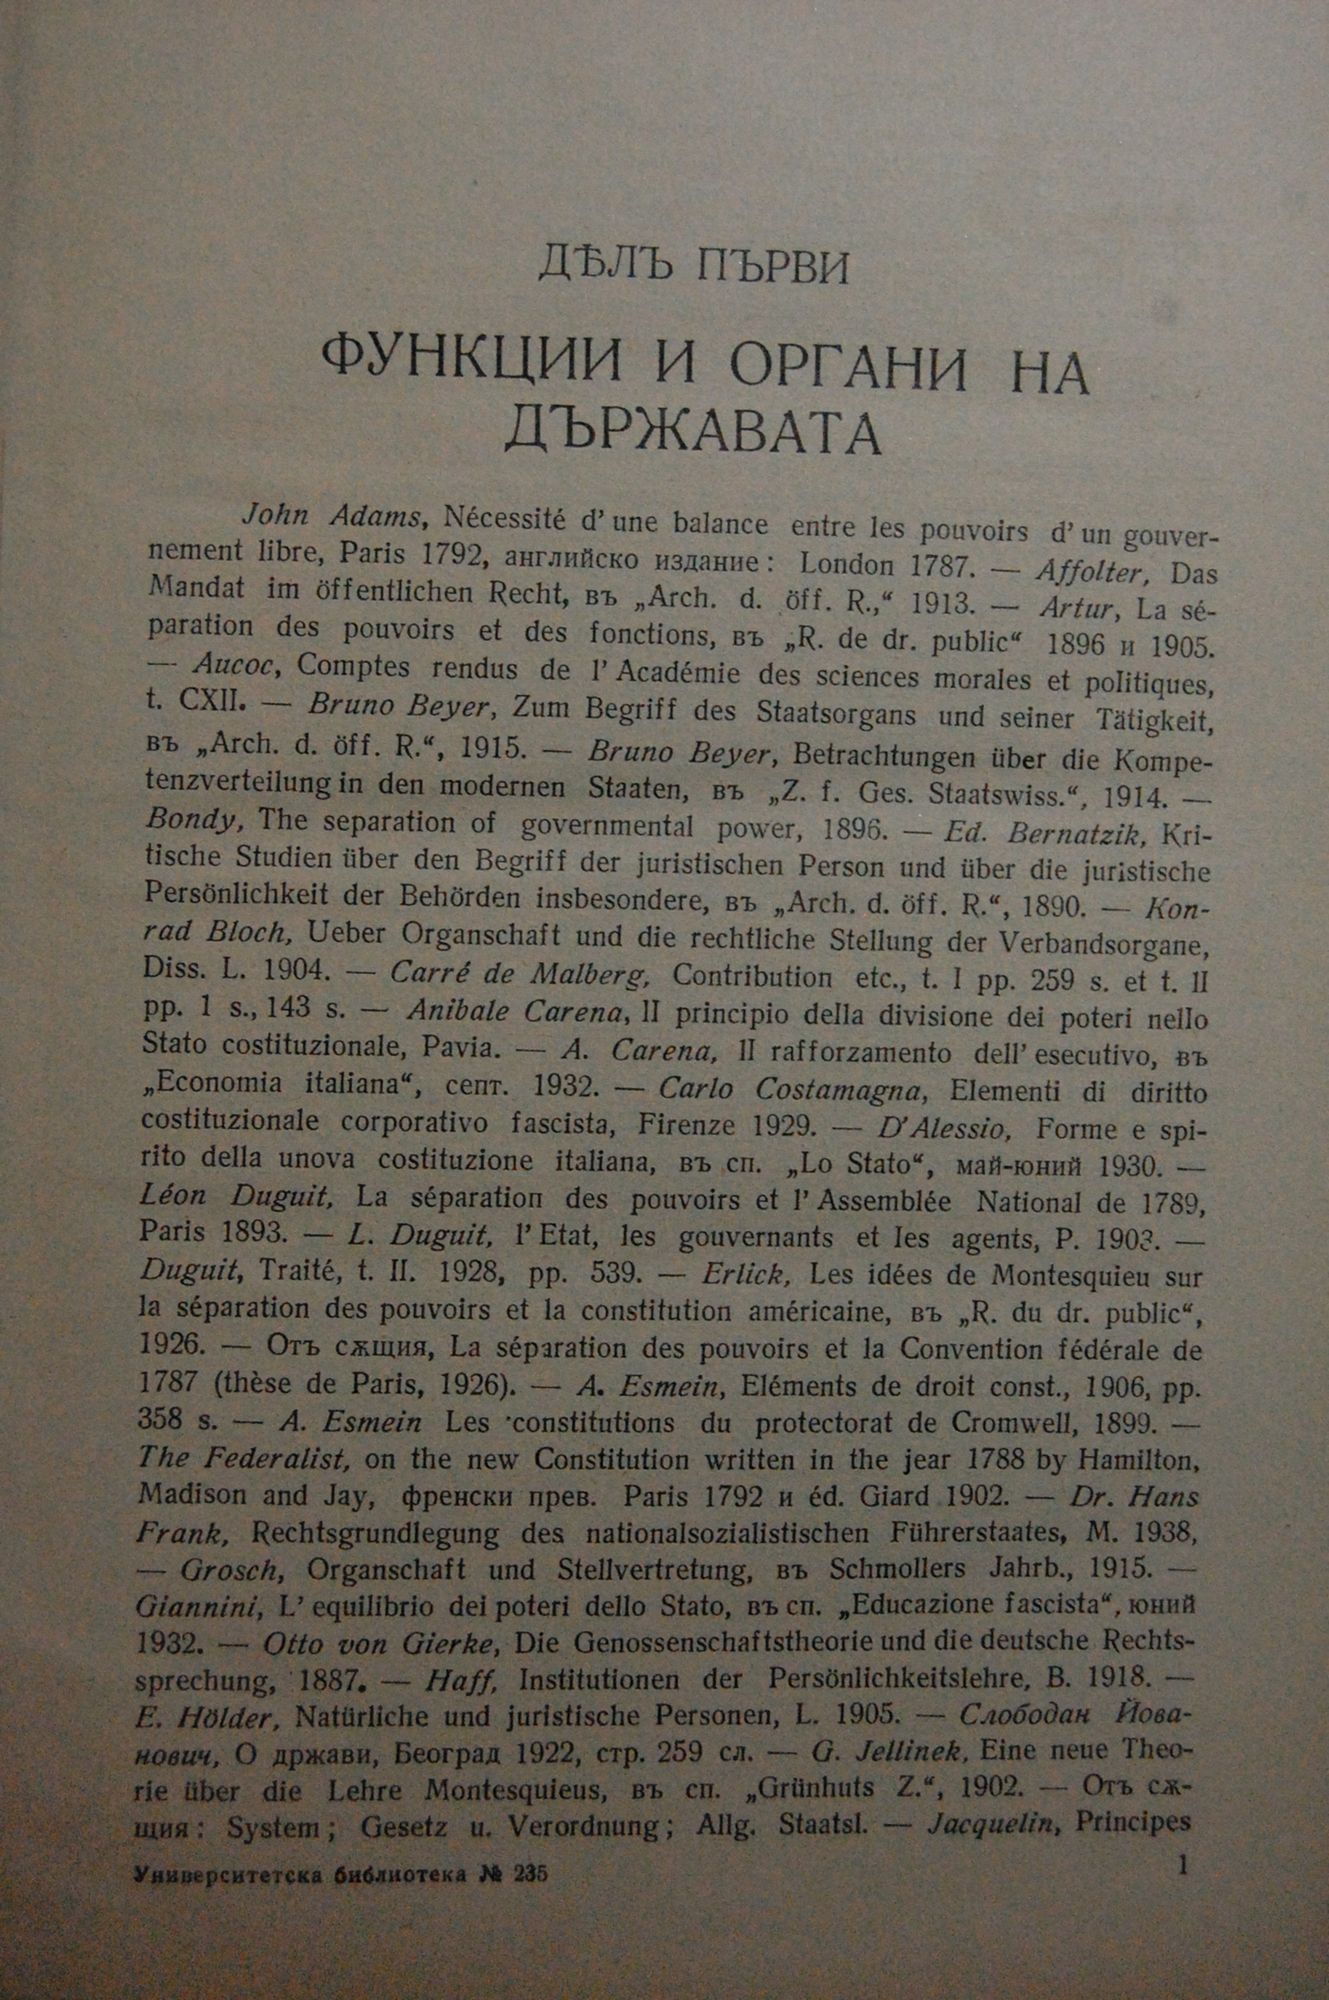 ДѢЛЪ ПЪРВИ
ФУНКЦИИ И ОРГАНИ НА
ДЪРЖАВАТА
John Adams, Nécessité d’ une balance entre les pouvoirs d’ un gouver-
nement libre, Paris 1792, английско издание: London 1787. — Affolter, Das
Mandat im öffentlichen Recht, въ „Arch. d. öff. R.,“ 1913. — Artur, La sé-
paration des pouvoirs et des fonctions, въ „R. de dr. public“ 1896 и 1905.
— Aucoc, Comptes rendus de l’ Académie des sciences morales et politiques,
t. CXII. — Bruno Beyer, Zum Begriff des Staatsorgans und seiner Tätigkeit,
въ „Arch. d. öff. R.“, 1915. — Bruno Beyer, Betrachtungen über die Kompe-
tenzverteilung in den modernen Staaten, въ „Z. f. Ges. Staatswiss.“, 1914. —
Bondy, The separation of governmental power, 1896. — Ed. Bernatzik, Kri-
tische Studien über den Begriff der juristischen Person und über die juristische
Persönlichkeit der Behörden insbesondere, въ „Arch. d. öff. R.“, 1890. — Kon-
rad Bloch, Ueber Organschaft und die rechtliche Stellung der Verbandsorgane,
Diss. L. 1904. — Carré de Malberg, Contribution etc., t. I pp. 259 s. et t. II
pp. 1 s., 143 s. — Anibale Carena, Il principio della divisione dei poteri nello
Stato costituzionale, Pavia. — A. Carena, Il rafforzamento dell’ esecutivo, въ
„Economia italiana“, септ. 1932. — Carlo Costamagna, Elementi di diritto
costituzionale corporativo fascista, Firenze 1929. — D’Alessio, Forme e spi-
rito della unova costituzione italiana, въ сп. „Lo Stato“, май-юний 1930. —
Léon Duguit, La séparation des pouvoirs et l’ Assemblée National de 1789,
Paris 1893. — L. Duguit, l’ Etat, les gouvernants et les agents, P. 1903. —
Duguit, Traité, t. II. 1928, pp. 539. — Erlick, Les idées de Montesquieu sur
la séparation des pouvoirs et la constitution américaine, въ „R. du dr. public“,
1926. — Отъ сѫщия, La séparation des pouvoirs et la Convention fédérale de
1787 (thèse de Paris, 1926). — A. Esmein, Eléments de droit const., 1906, pp.
358 s. — A. Esmein Les constitutions du protectorat de Cromwell, 1899. —
The Federalist, on the new Constitution written in the jear 1788 by Hamilton,
Madison and Jay, френски прев. Paris 1792 и éd. Giard 1902. — Dr. Hans
Frank, Rechtsgrundlegung des nationalsozialistischen Führerstaates, M. 1938,
— Grosch, Organschaft und Stellvertretung, въ Schmollers Jahrb., 1915. —
Giannini, L’ equilibrio dei poteri dello Stato, въ сп. „Educazione fascista“, юний
1932. — Otto von Gierke, Die Genossenschaftstheorie und die deutsche Rechts-
sprechung, 1887. — Haff, Institutionen der Persönlichkeitslehre, B. 1918. —
E. Hölder, Natürliche und juristische Personen, L. 1905. — Слободан Йова-
нович, О држави, Београд 1922, стр. 259 сл. — G. Jellinek, Eine neue Theo-
rie über die Lehre Montesquieus, въ сп. „Grünhuts Z.“, 1902. — Отъ сѫ-
щия: System; Gesetz u. Verordnung; Allg. Staatsl. — Jacquelin, Principes
Университетска библиотека № 235
1